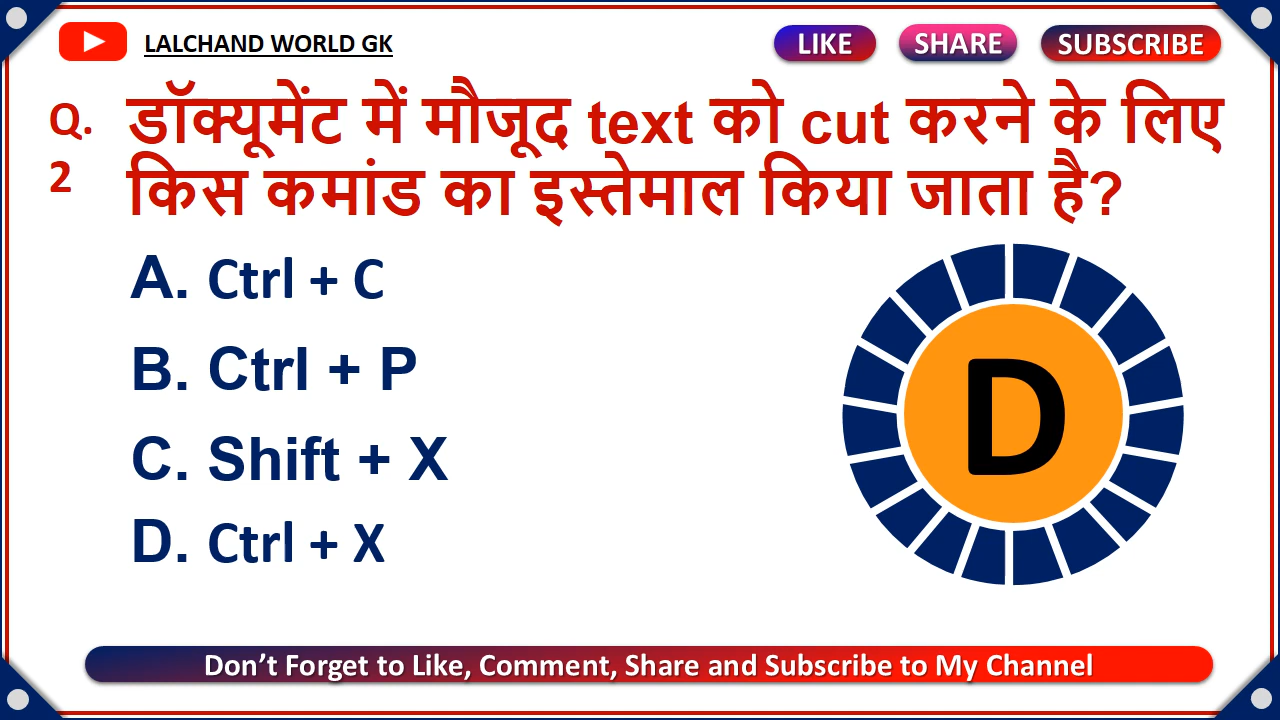 LALCHAND WORLD GK
LIKE
SHARE
SUBSCRIBE
Q. 2
डॉक्यूमेंट में मौजूद text को cut करने के लिए
किस कमांड का इस्तेमाल किया जाता है?
A. Ctrl + C
B. Ctrl + P
C. Shift + X
D. Ctrl + X
D
Don’t Forget to Like, Comment, Share and Subscribe to My Channel